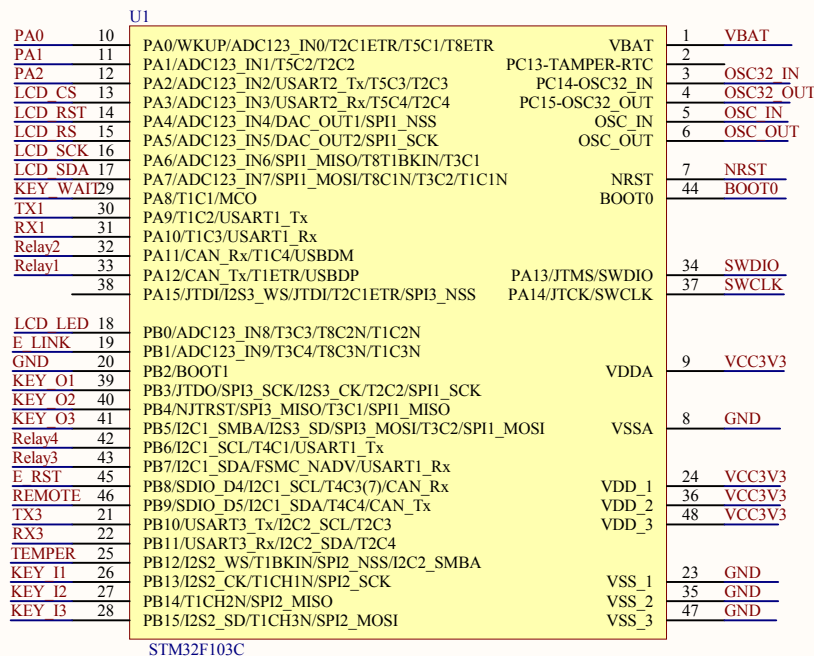 U1
PA0 10 PA0/WKUP/ADC123_IN0/T2C1ETR/T5C1/T8ETR VBAT 1 VBAT
PA1 11 PA1/ADC123_IN1/T5C2/T2C2 PC13-TAMPER-RTC 2
PA2 12 PA2/ADC123_IN2/USART2_Tx/T5C3/T2C3 PC14-OSC32_IN 3 OSC32_IN
LCD_CS 13 PA3/ADC123_IN3/USART2_Rx/T5C4/T2C4 PC15-OSC32_OUT 4 OSC32_OUT
LCD_RST 14 PA4/ADC123_IN4/DAC_OUT1/SPI1_NSS OSC_IN 5 OSC_IN
LCD_RS 15 PA5/ADC123_IN5/DAC_OUT2/SPI1_SCK OSC_OUT 6 OSC_OUT
LCD_SCK 16 PA6/ADC123_IN6/SPI1_MISO/T8T1BKIN/T3C1
LCD_SDA 17 PA7/ADC123_IN7/SPI1_MOSI/T8C1N/T3C2/T1C1N NRST 7 NRST
KEY_WAIT 29 PA8/T1C1/MCO BOOT0 44 BOOT0
TX1 30 PA9/T1C2/USART1_Tx
RX1 31 PA10/T1C3/USART1_Rx
Relay2 32 PA11/CAN_Rx/T1C4/USBDM
Relay1 33 PA12/CAN_Tx/T1ETR/USBDP PA13/JTMS/SWDIO 34 SWDIO
38 PA15/JTDI/I2S3_WS/JTDI/T2C1ETR/SPI3_NSS PA14/JTCK/SWCLK 37 SWCLK
LCD_LED 18 PB0/ADC123_IN8/T3C3/T8C2N/T1C2N
E_LINK 19 PB1/ADC123_IN9/T3C4/T8C3N/T1C3N
GND 20 PB2/BOOT1 VDDA 9 VCC3V3
KEY_O1 39 PB3/JTDO/SPI3_SCK/I2S3_CK/T2C2/SPI1_SCK
KEY_O2 40 PB4/NJTRST/SPI3_MISO/T3C1/SPI1_MISO
KEY_O3 41 PB5/I2C1_SMBA/I2S3_SD/SPI3_MOSI/T3C2/SPI1_MOSI VSSA 8 GND
Relay4 42 PB6/I2C1_SCL/T4C1/USART1_Tx
Relay3 43 PB7/I2C1_SDA/FSMC_NADV/USART1_Rx
E_RST 45 PB8/SDIO_D4/I2C1_SCL/T4C3(7)/CAN_Rx VDD_1 24 VCC3V3
REMOTE 46 PB9/SDIO_D5/I2C1_SDA/T4C4/CAN_Tx VDD_2 36 VCC3V3
TX3 21 PB10/USART3_Tx/I2C2_SCL/T2C3 VDD_3 48 VCC3V3
RX3 22 PB11/USART3_Rx/I2C2_SDA/T2C4
TEMPER 25 PB12/I2S2_WS/T1BKIN/SPI2_NSS/I2C2_SMBA
KEY_I1 26 PB13/I2S2_CK/T1CH1N/SPI2_SCK VSS_1 23 GND
KEY_I2 27 PB14/T1CH2N/SPI2_MISO VSS_2 35 GND
KEY_I3 28 PB15/I2S2_SD/T1CH3N/SPI2_MOSI VSS_3 47 GND
STM32F103C